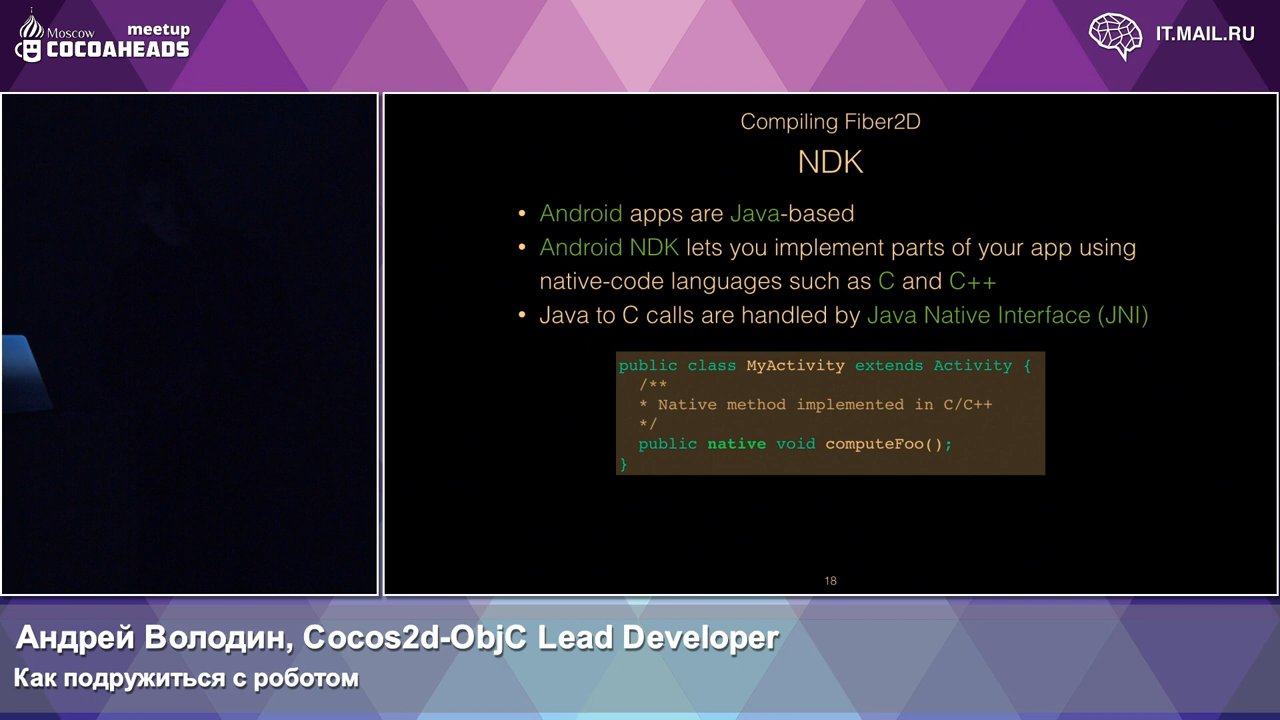 Moscow meetup
COCOAHEADS
IT.MAIL.RU
Compiling Fiber2D
NDK
• Android apps are Java-based
• Android NDK lets you implement parts of your app using
native-code languages such as C and C++
• Java to C calls are handled by Java Native Interface (JNI)
public class MyActivity extends Activity {
/**
* Native method implemented in C/C++
*/
public native void computeFoo();
}
18
Андрей Володин, Cocos2d-ObjC Lead Developer
Как подружиться с роботом